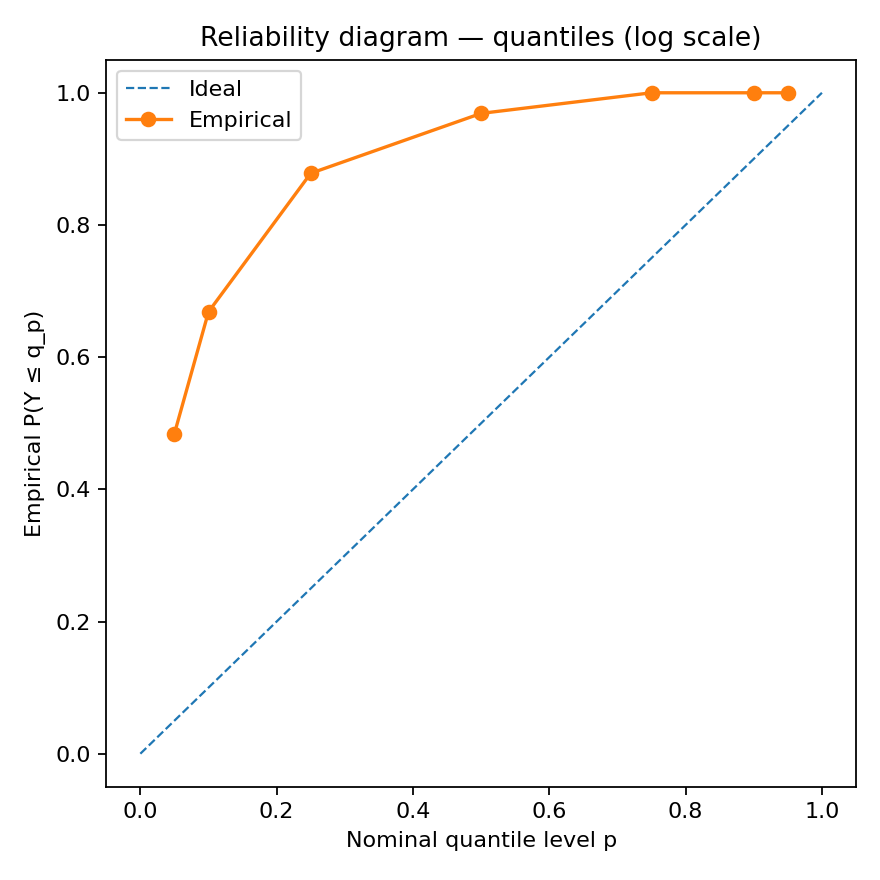 Reliability diagram — quantiles (log scale)
Ideal
Empirical
Empirical P(Y ≤ q_p)
1.0
0.8
0.6
0.4
0.2
0.0
0.0 0.2 0.4 0.6 0.8 1.0
Nominal quantile level p